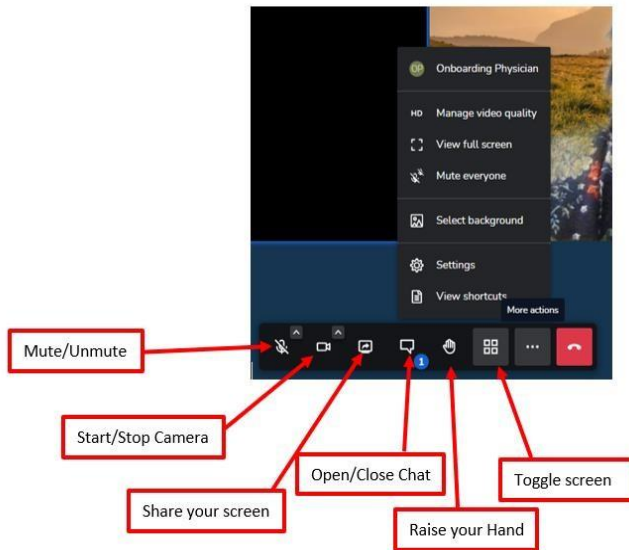 OP Onboarding Physician
HD Manage video quality
View full screen
Mute everyone
Select background
Settings
View shortcuts
More actions
1
Mute/Unmute
Start/Stop Camera
Share your screen
Open/Close Chat
Raise your Hand
Toggle screen